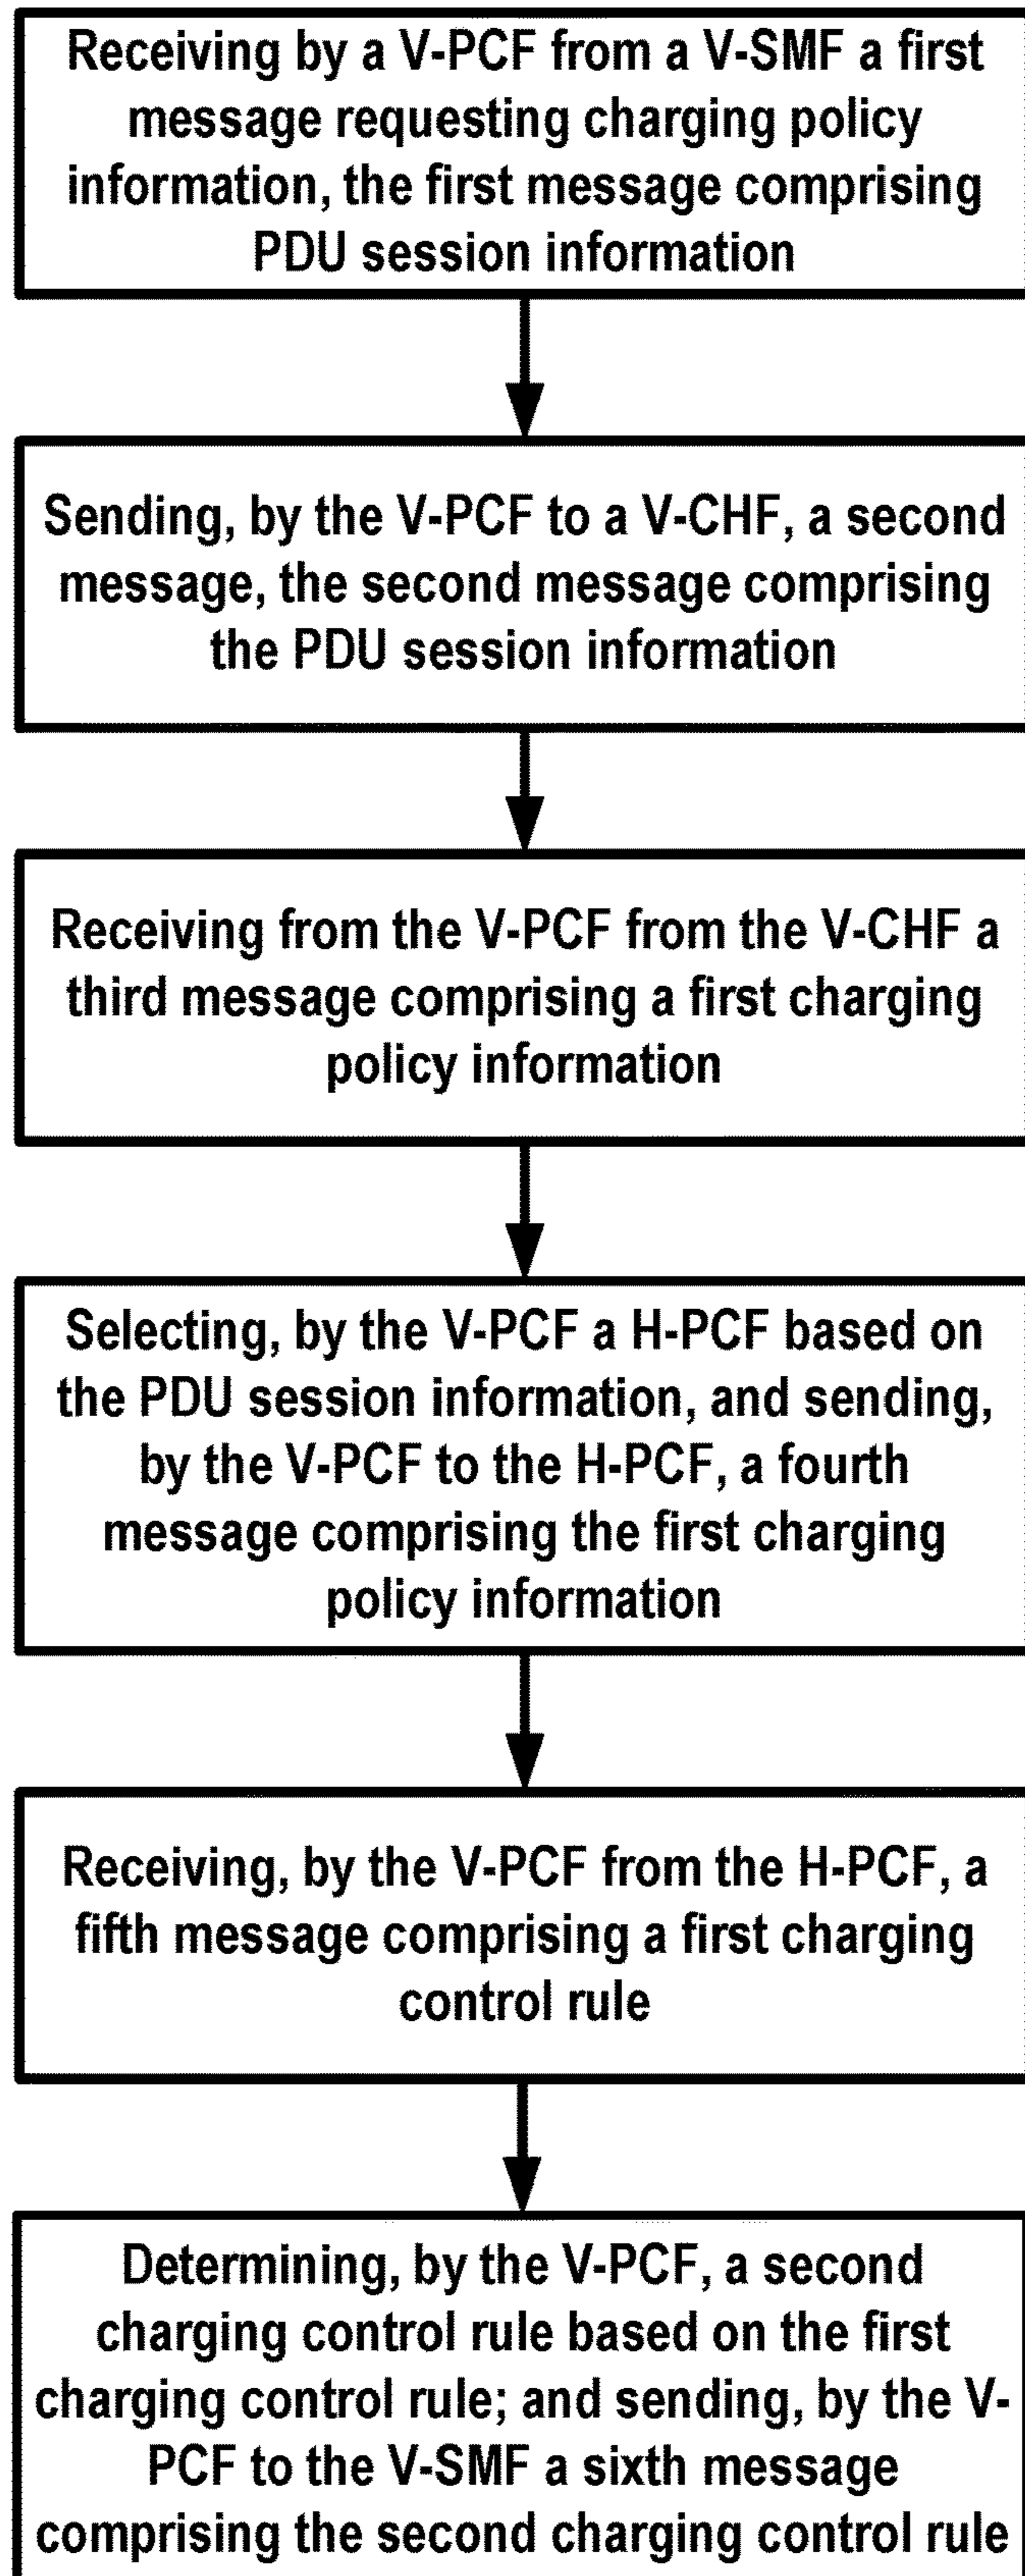 Receiving by a V-PCF from a V-SMF a first
message requesting charging policy
information, the first message comprising
PDU session information
Sending, by the V-PCF to a V-CHF, a second
message, the second message comprising
the PDU session information
Receiving from the V-PCF from the V-CHF a
third message comprising a first charging
policy information
Selecting, by the V-PCF a H-PCF based on
the PDU session information, and sending,
by the V-PCF to the H-PCF, a fourth
message comprising the first charging
policy information
Receiving, by the V-PCF from the H-PCF, a
fifth message comprising a first charging
control rule
Determining, by the V-PCF, a second
charging control rule based on the first
charging control rule; and sending, by the V-
PCF to the V-SMF a sixth message
comprising the second charging control rule